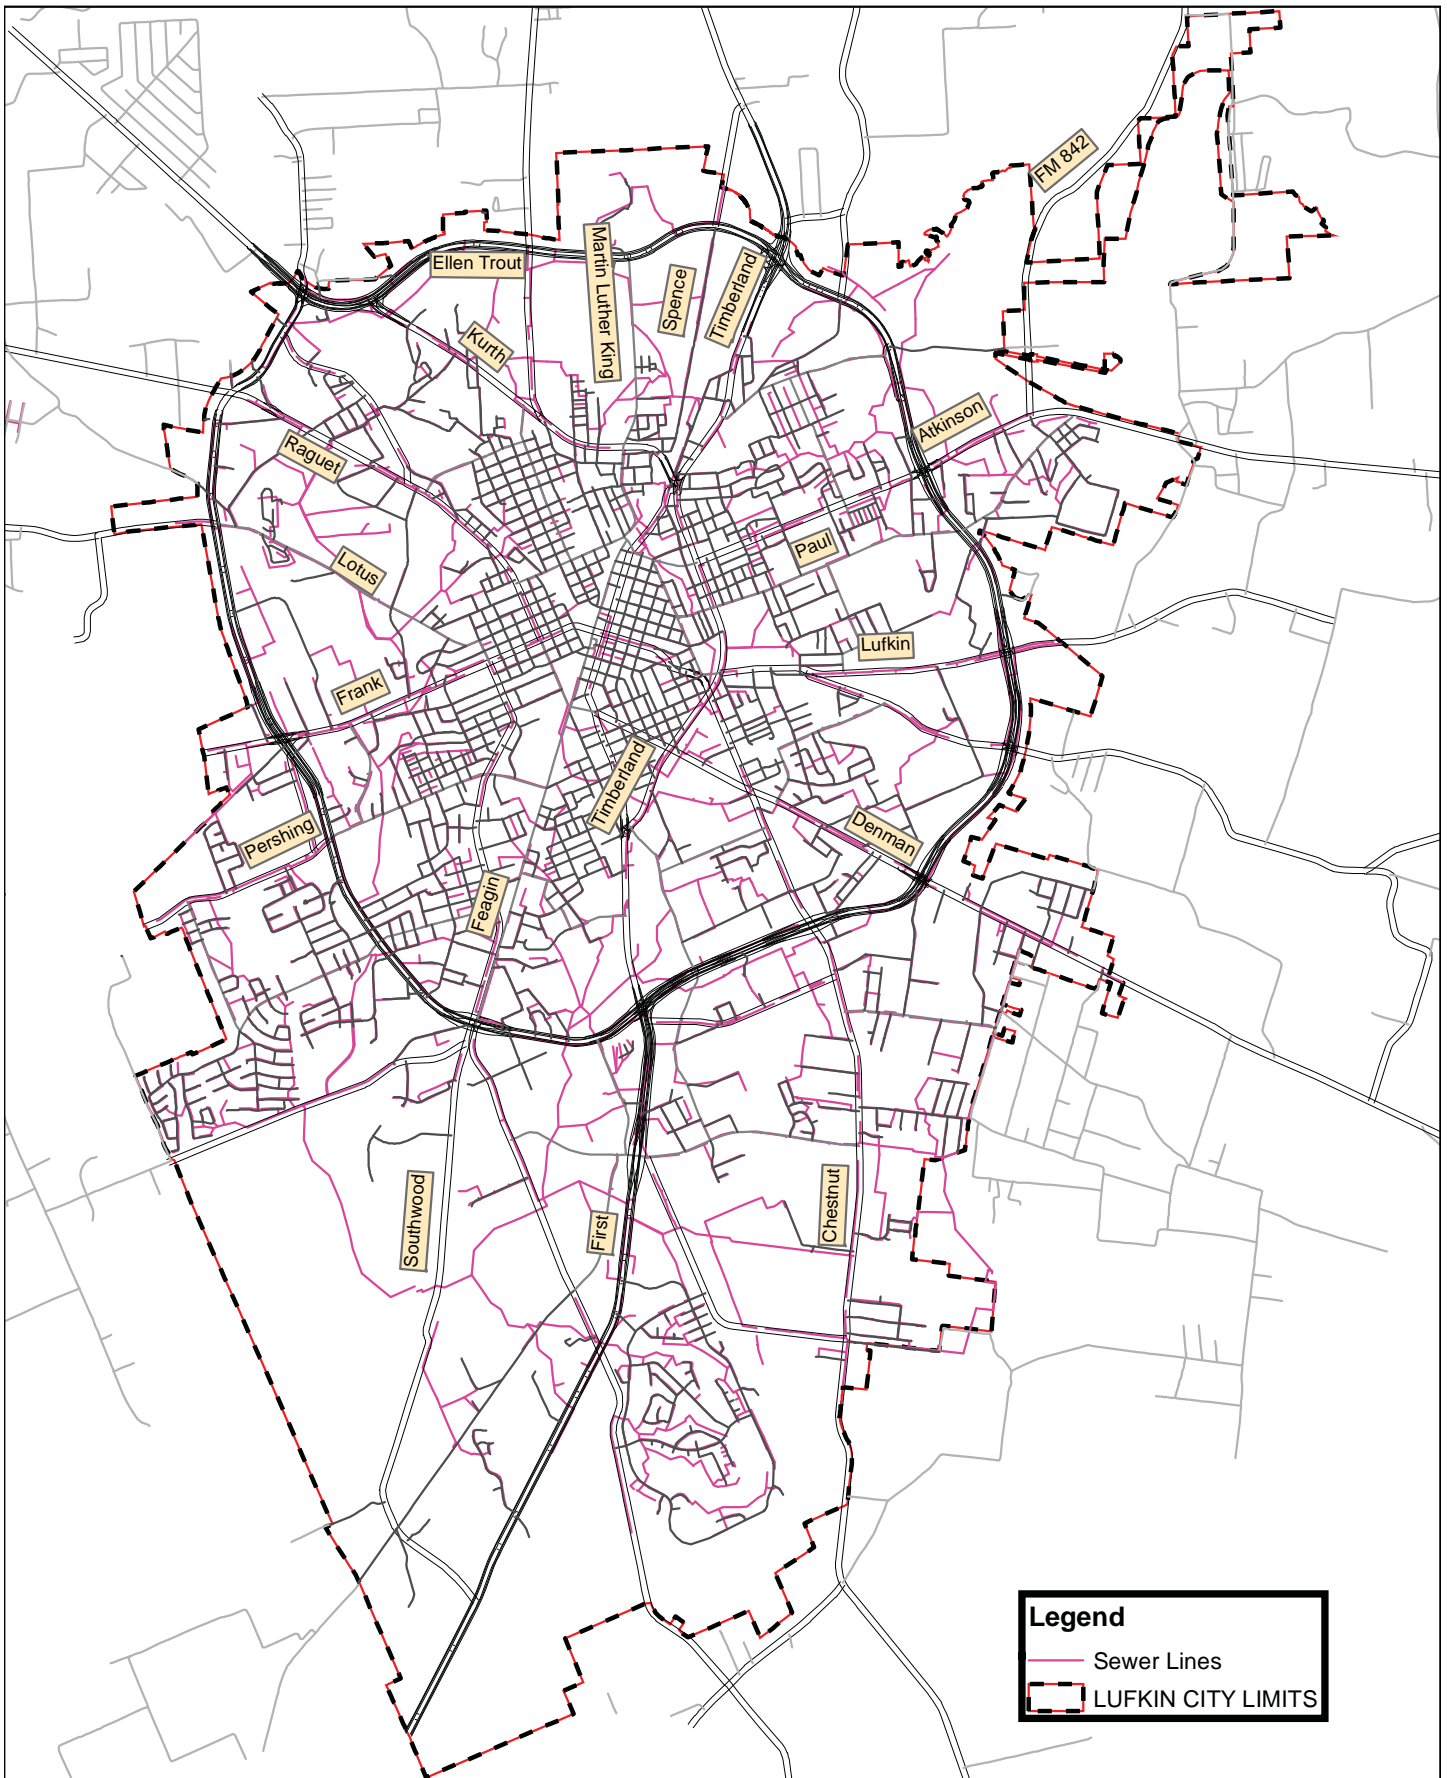 FM 842
Ellen Trout
Martin Luther King
Spence
Timberland
Kurth
Atkinson
Raguet
Paul
Lotus
Lufkin
Frank
Timberland
Pershing
Denman
Feagin
Southwood
First
Chestnut
Legend
Sewer Lines
LUFKIN CITY LIMITS